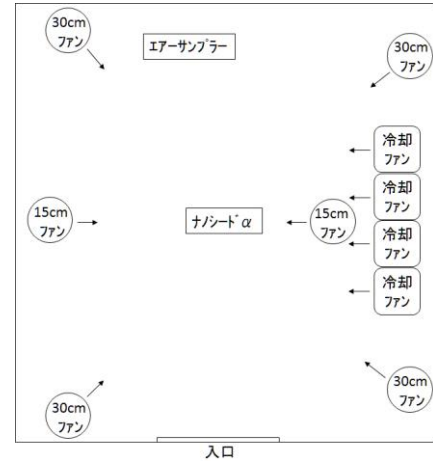 30cm
ファン
30cm
ファン
エアーサンプラー
冷却
ファン
冷却
ファン
15cm
ファン
ナノシードα
15cm
ファン
冷却
ファン
冷却
ファン
30cm
ファン
30cm
ファン
入口